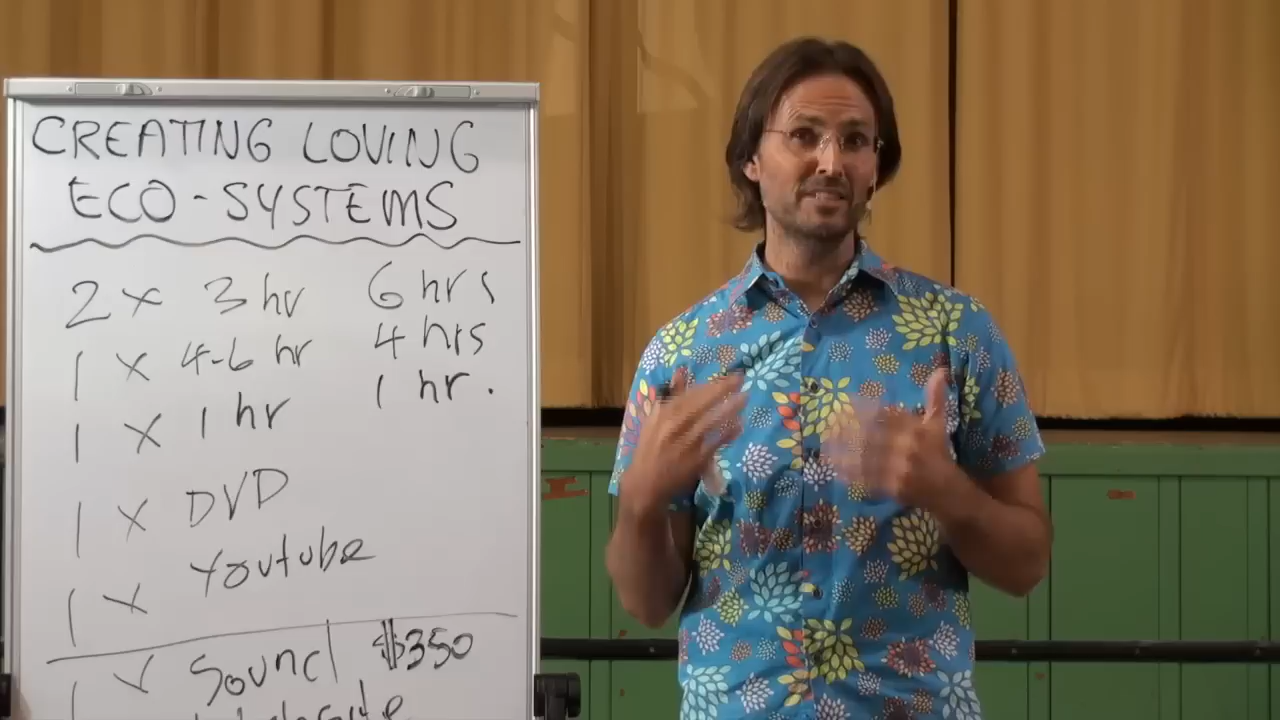 CREATING LOVING
ECO-SYSTEMS
2 x 3 hr 6 hrs
1 x 4-6 hr 4 hrs
1 x 1 hr 1 hr.
1 x DVD
1 x Youtube
1 x Sound $350